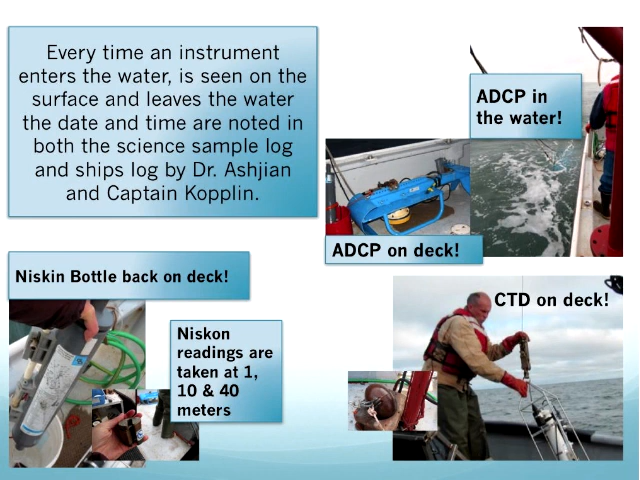 Every time an instrument
enters the water, is seen on the
surface and leaves the water
the date and time are noted in
both the science sample log
and ships log by Dr. Ashjian
and Captain Kopplin.
ADCP in
the water!
ADCP on deck!
Niskin Bottle back on deck!
Niskon
readings are
taken at 1,
10 & 40
meters
CTD on deck!